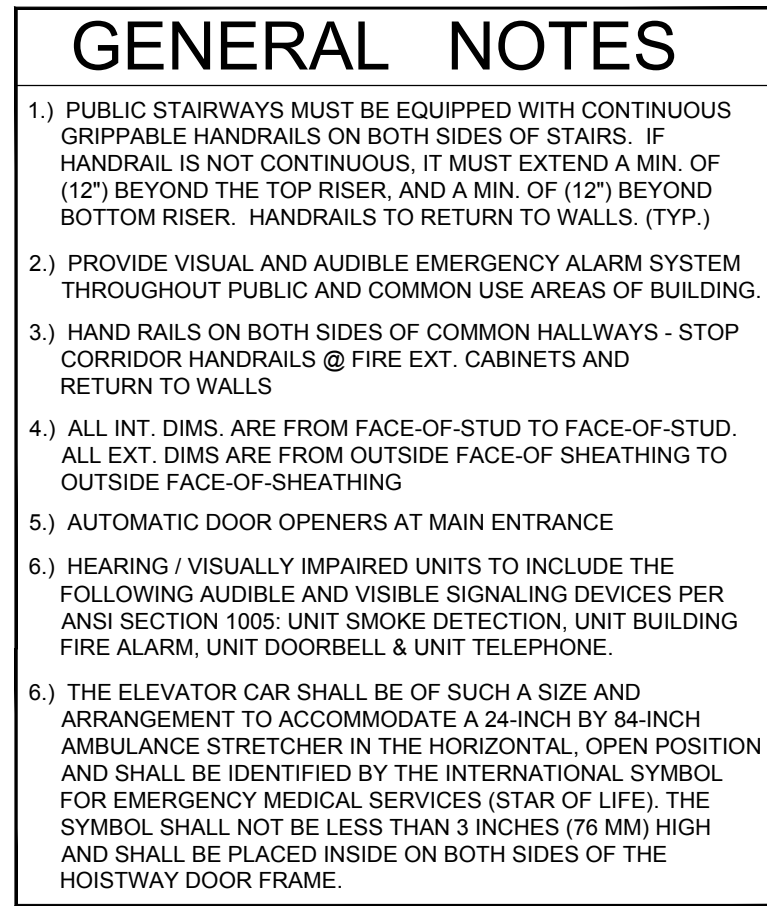 GENERAL NOTES
1.) PUBLIC STAIRWAYS MUST BE EQUIPPED WITH CONTINUOUS
GRIPPABLE HANDRAILS ON BOTH SIDES OF STAIRS. IF
HANDRAIL IS NOT CONTINUOUS, IT MUST EXTEND A MIN. OF
(12") BEYOND THE TOP RISER, AND A MIN. OF (12") BEYOND
BOTTOM RISER. HANDRAILS TO RETURN TO WALLS. (TYP.)
2.) PROVIDE VISUAL AND AUDIBLE EMERGENCY ALARM SYSTEM
THROUGHOUT PUBLIC AND COMMON USE AREAS OF BUILDING.
3.) HAND RAILS ON BOTH SIDES OF COMMON HALLWAYS - STOP
CORRIDOR HANDRAILS @ FIRE EXT. CABINETS AND
RETURN TO WALLS
4.) ALL INT. DIMS. ARE FROM FACE-OF-STUD TO FACE-OF-STUD.
ALL EXT. DIMS ARE FROM OUTSIDE FACE-OF SHEATHING TO
OUTSIDE FACE-OF-SHEATHING
5.) AUTOMATIC DOOR OPENERS AT MAIN ENTRANCE
6.) HEARING / VISUALLY IMPAIRED UNITS TO INCLUDE THE
FOLLOWING AUDIBLE AND VISIBLE SIGNALING DEVICES PER
ANSI SECTION 1005: UNIT SMOKE DETECTION, UNIT BUILDING
FIRE ALARM, UNIT DOORBELL & UNIT TELEPHONE.
6.) THE ELEVATOR CAR SHALL BE OF SUCH A SIZE AND
ARRANGEMENT TO ACCOMMODATE A 24-INCH BY 84-INCH
AMBULANCE STRETCHER IN THE HORIZONTAL, OPEN POSITION
AND SHALL BE IDENTIFIED BY THE INTERNATIONAL SYMBOL
FOR EMERGENCY MEDICAL SERVICES (STAR OF LIFE). THE
SYMBOL SHALL NOT BE LESS THAN 3 INCHES (76 MM) HIGH
AND SHALL BE PLACED INSIDE ON BOTH SIDES OF THE
HOISTWAY DOOR FRAME.